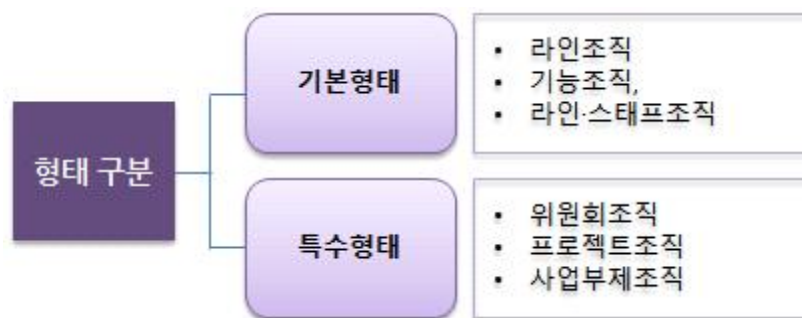 형태 구분
기본형태
• 라인조직
• 기능조직,
• 라인·스태프조직
특수형태
• 위원회조직
• 프로젝트조직
• 사업부제조직